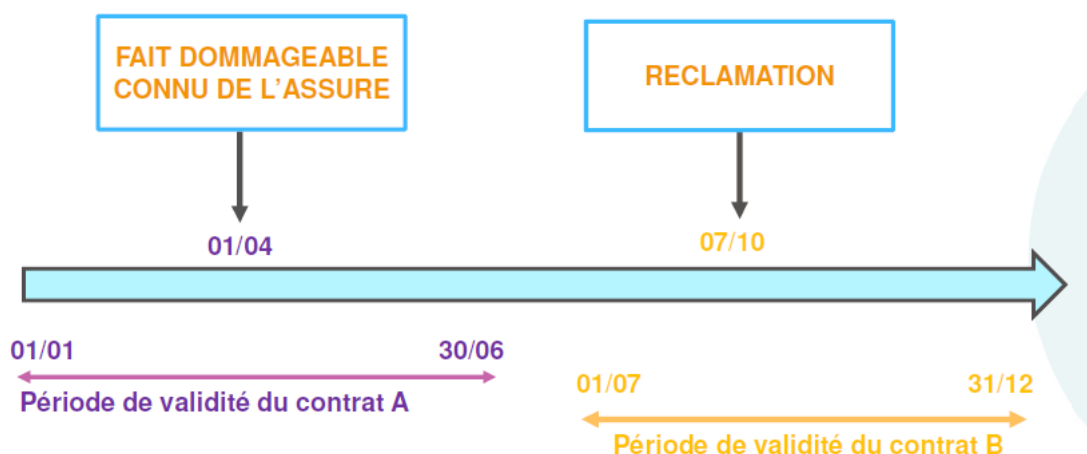 FAIT DOMMAGEABLE
CONNU DE L'ASSURE
RECLAMATION
01/04
07/10
01/01
30/06
Période de validité du contrat A
01/07
31/12
Période de validité du contrat B